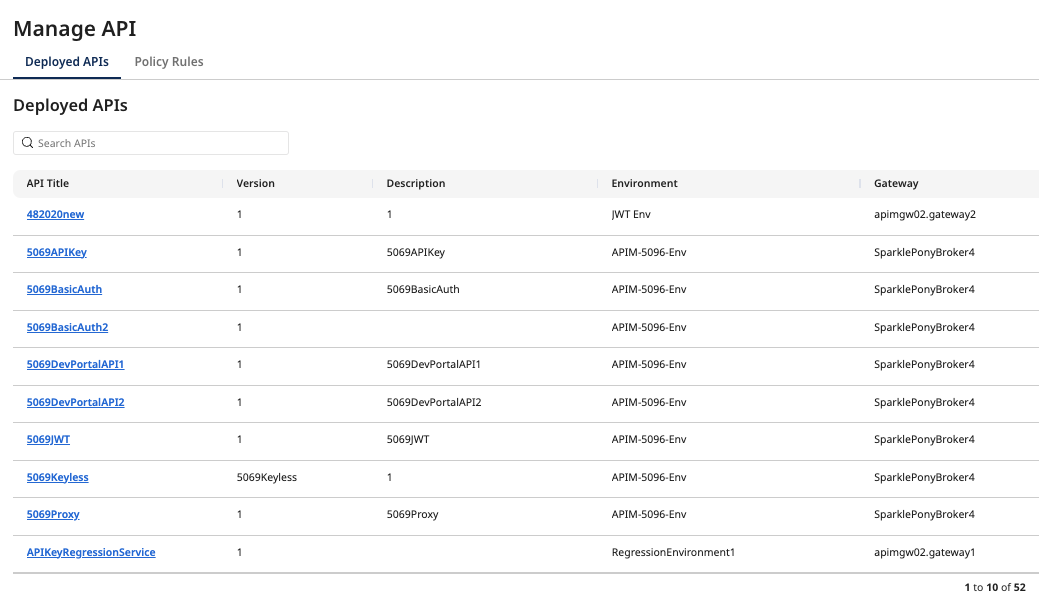 Manage API
Deployed APIs Policy Rules
Deployed APIs
Search APIs
API Title Version Description Environment Gateway
482020new 1 1 JWT Env apimgw02.gateway2
5069APIKey 1 5069APIKey APIM-5096-Env SparklePonyBroker4
5069BasicAuth 1 5069BasicAuth APIM-5096-Env SparklePonyBroker4
5069BasicAuth2 1 APIM-5096-Env SparklePonyBroker4
5069DevPortalAPI1 1 5069DevPortalAPI1 APIM-5096-Env SparklePonyBroker4
5069DevPortalAPI2 1 5069DevPortalAPI2 APIM-5096-Env SparklePonyBroker4
5069JWT 1 5069JWT APIM-5096-Env SparklePonyBroker4
5069Keyless 5069Keyless 1 APIM-5096-Env SparklePonyBroker4
5069Proxy 1 5069Proxy APIM-5096-Env SparklePonyBroker4
APIKeyRegressionService 1 RegressionEnvironment1 apimgw02.gateway1
1 to 10 of 52